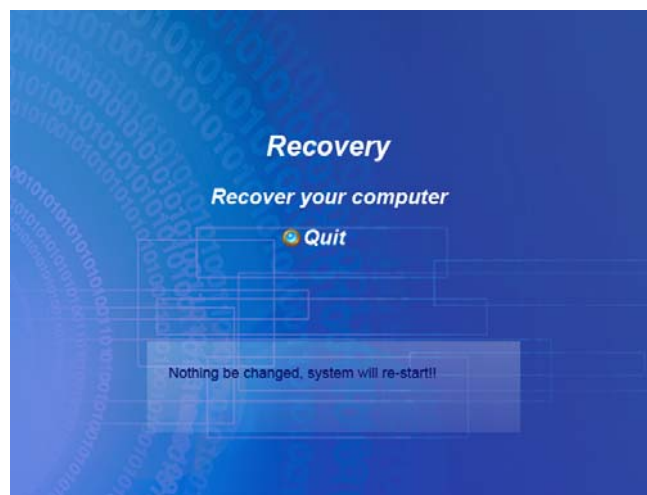 Recovery
Recover your computer
Quit
Nothing be changed, system will re-start!!